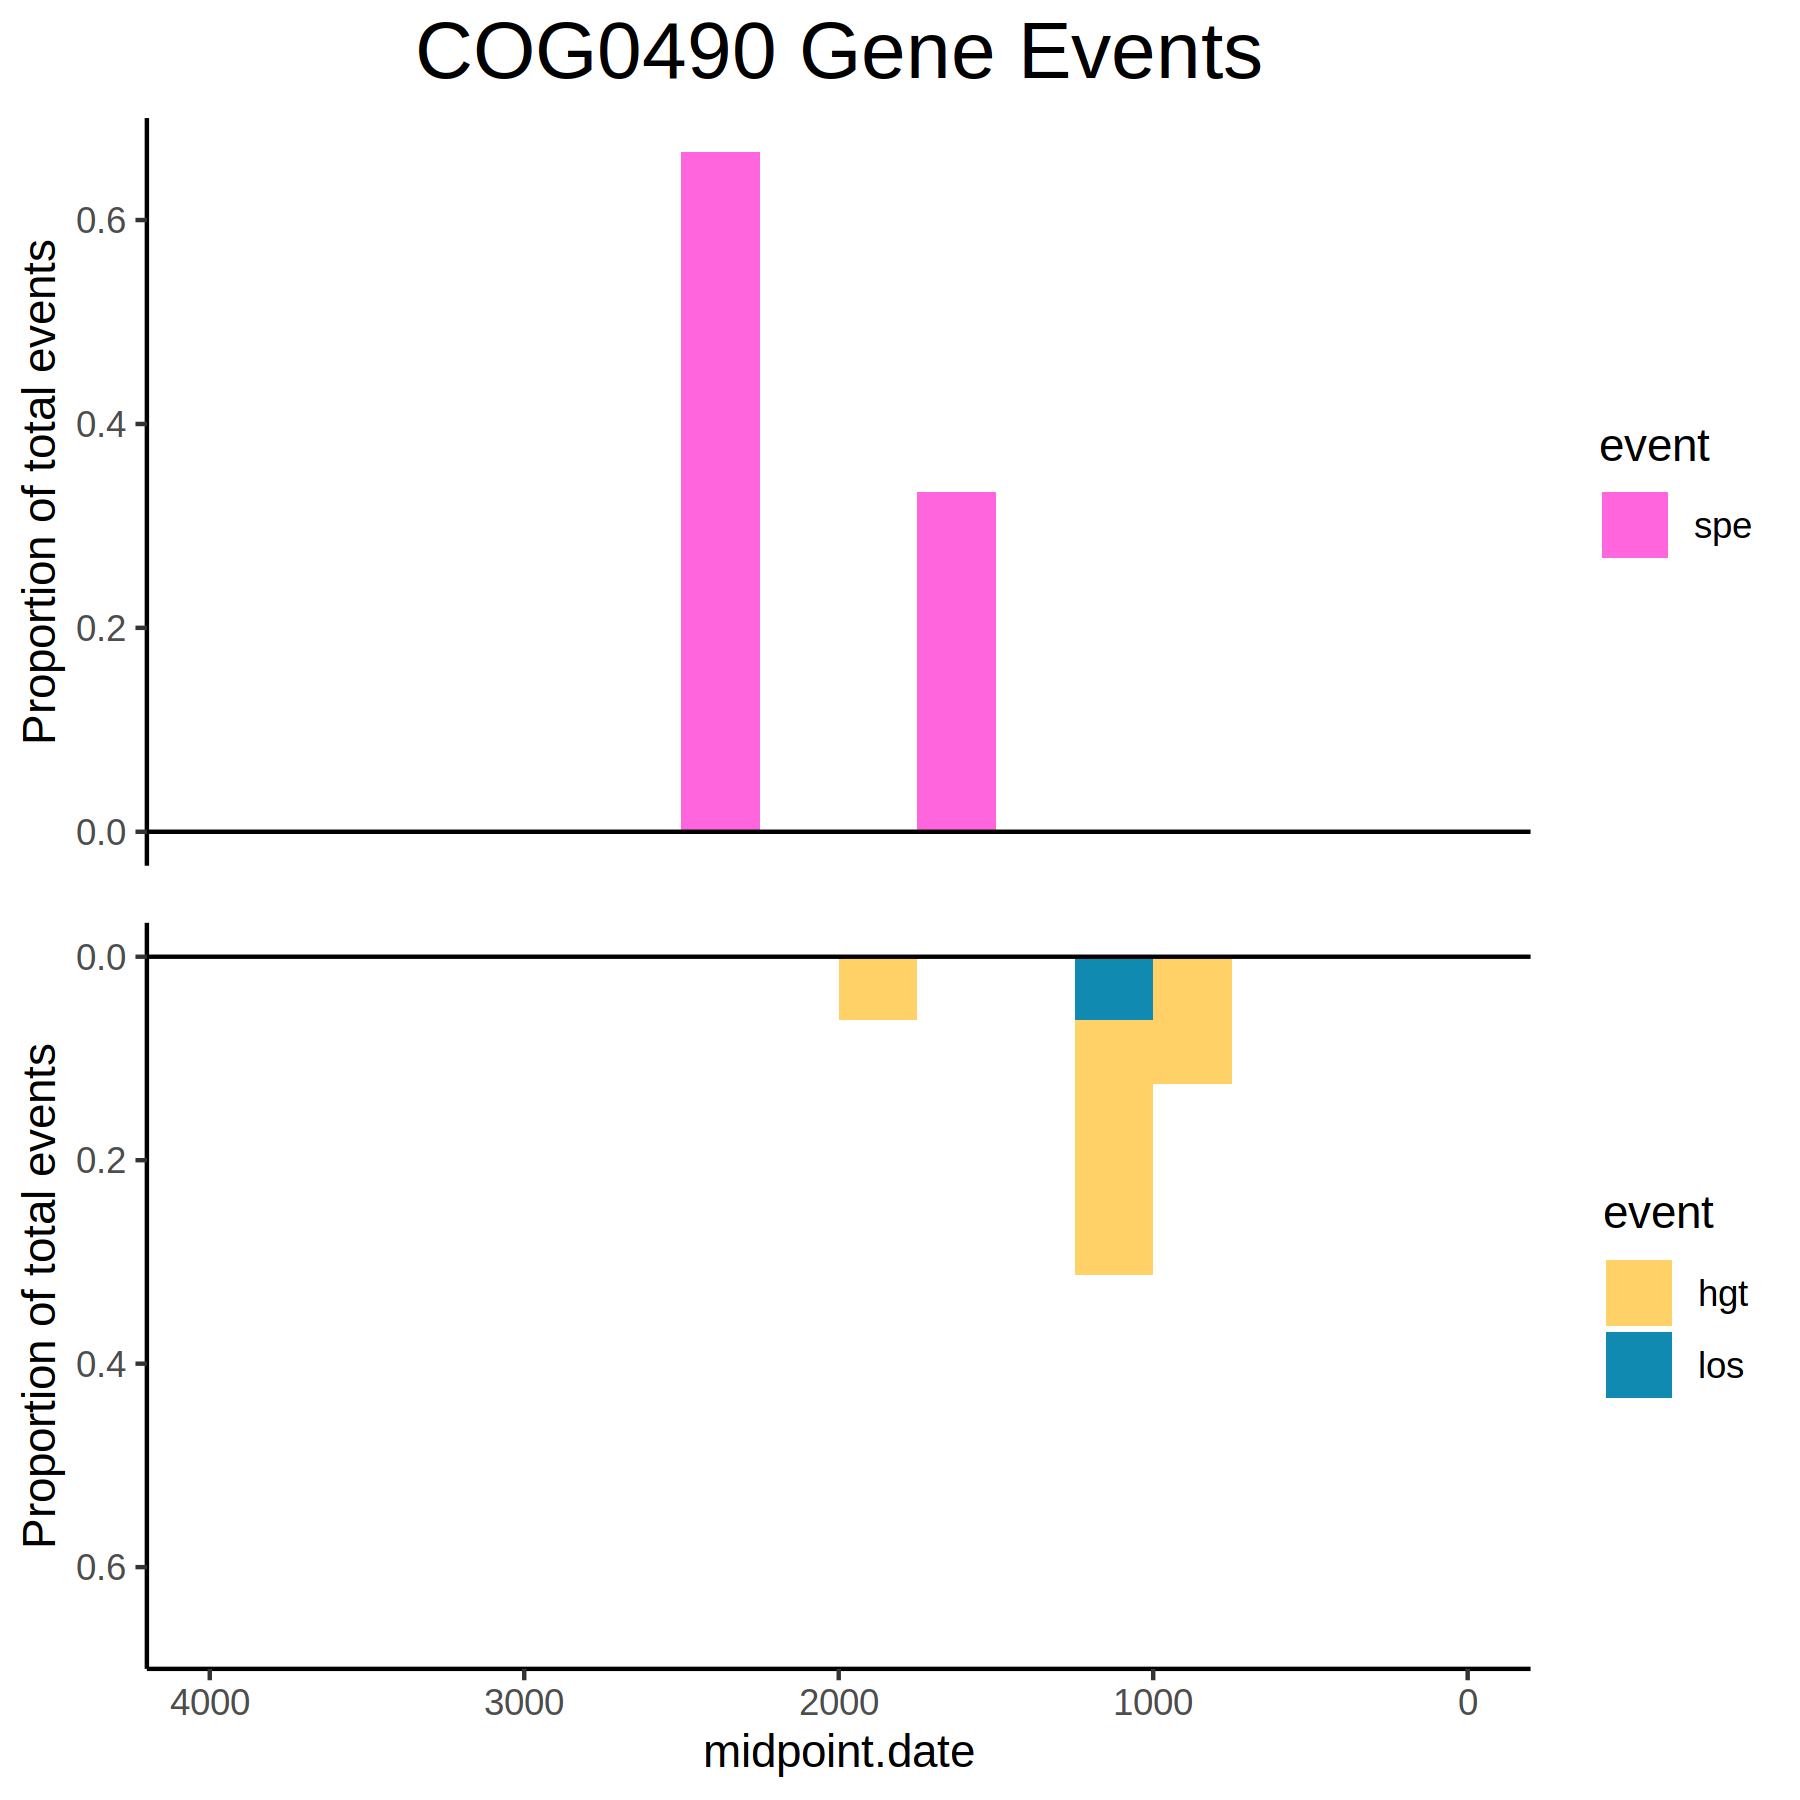 COG0490 Gene Events
Proportion of total events
0.6
0.4
0.2
0.0
event
spe
Proportion of total events
0.0
0.2
0.4
0.6
event
hgt
los
4000 3000 2000 1000 0
midpoint.date